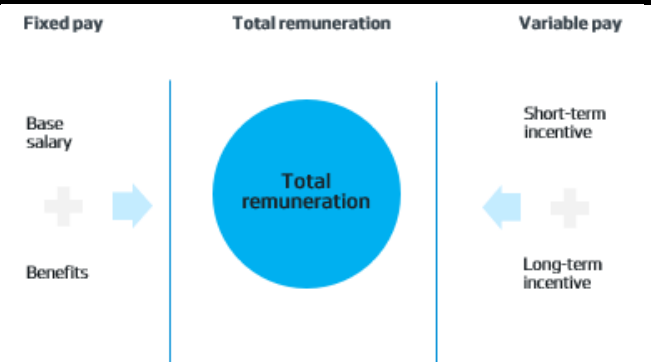 Fixed pay
Total remuneration
Variable pay
Base
salary
Benefits
Total
remuneration
Short-term
incentive
Long-term
incentive